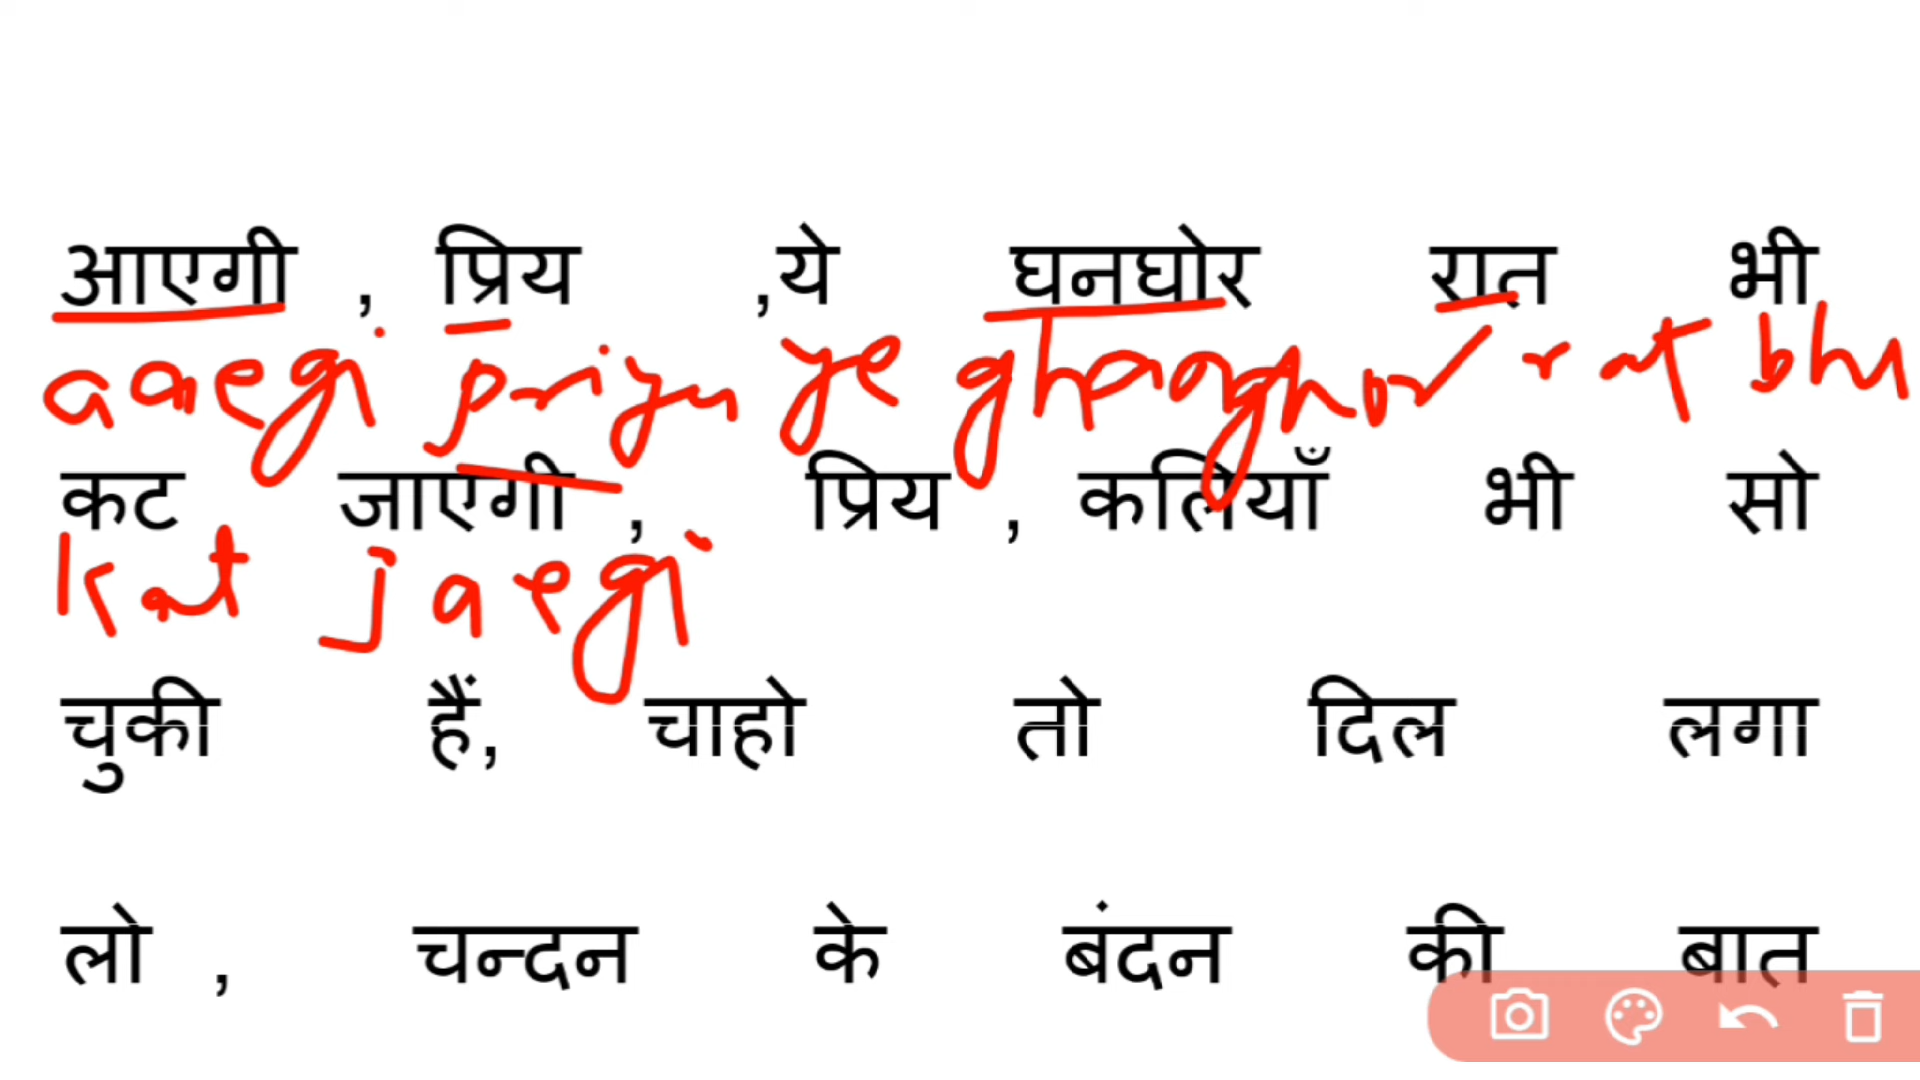 आएगी , प्रिय ,ये घनघोर रात भी
aaegi priya ye ghanghor rat bhi
कट जाएगी , प्रिय , कलियाँ भी सो
kat jaegi
चुकी हैं, चाहो तो दिल लगा
लो , चन्दन के बंदन की बात